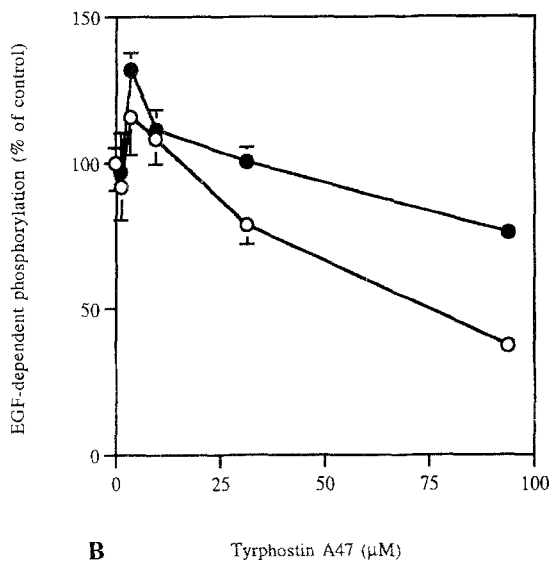 EGF-dependent phosphorylation (% of control)
150
100
50
0
0 25 50 75 100
B Tyrphostin A47 (μM)